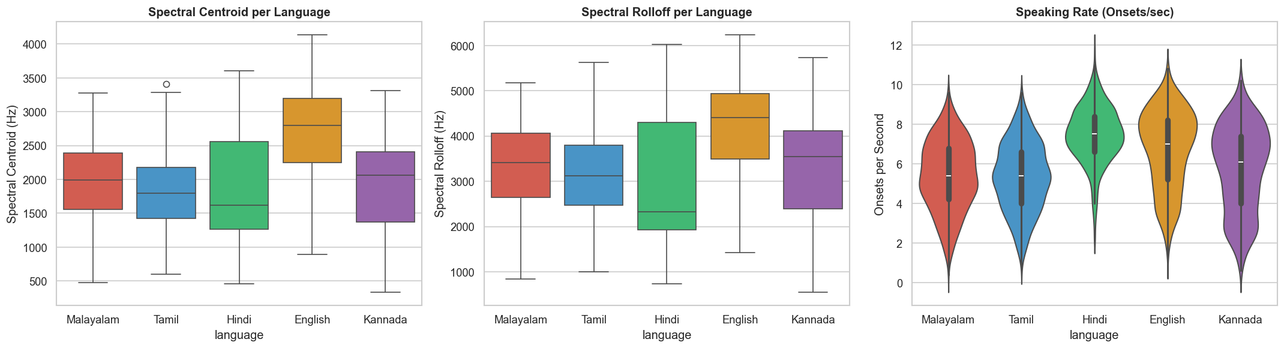 Spectral Centroid per Language
Spectral Centroid (Hz)
4000
3500
3000
2500
2000
1500
1000
500
Malayalam Tamil Hindi English Kannada
language
Spectral Rolloff per Language
Spectral Rolloff (Hz)
6000
5000
4000
3000
2000
1000
Malayalam Tamil Hindi English Kannada
language
Speaking Rate (Onsets/sec)
Onsets per Second
12
10
8
6
4
2
0
Malayalam Tamil Hindi English Kannada
language